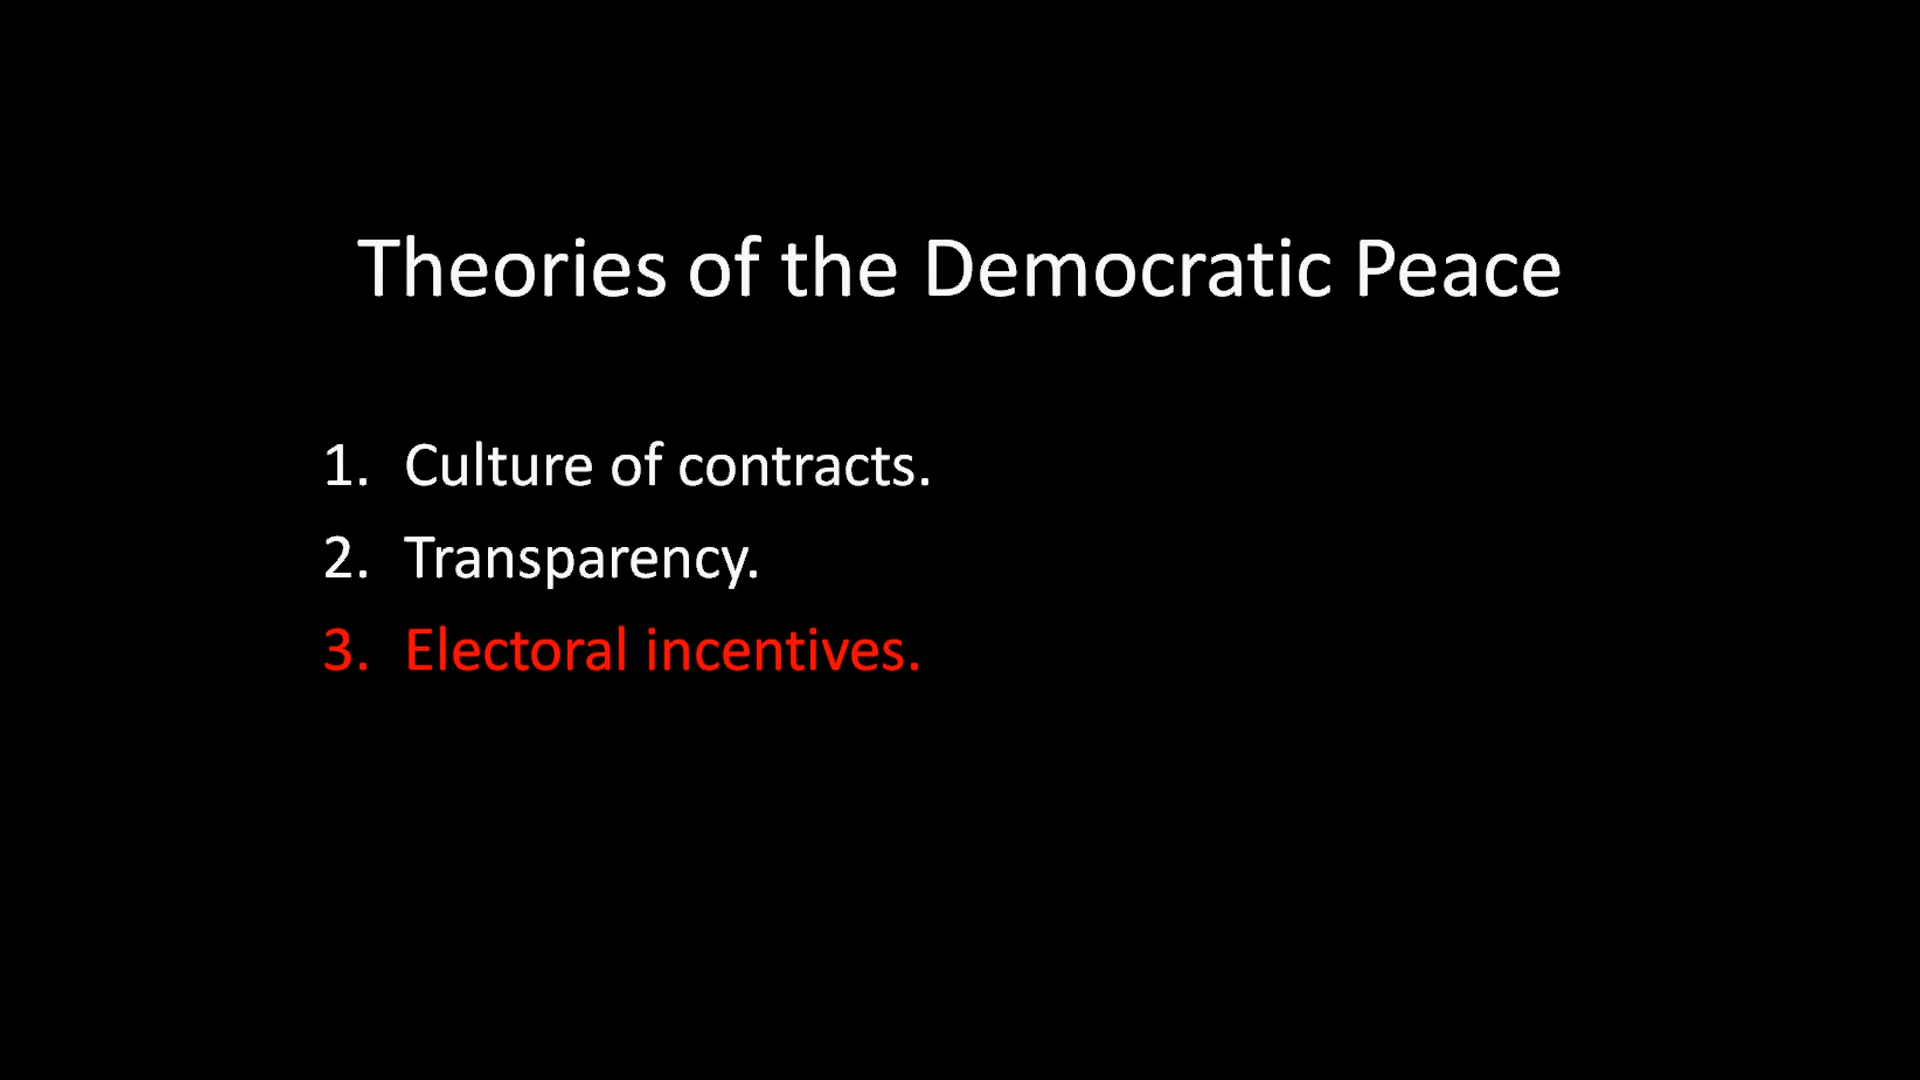 Theories of the Democratic Peace
1. Culture of contracts.
2. Transparency.
3. Electoral incentives.